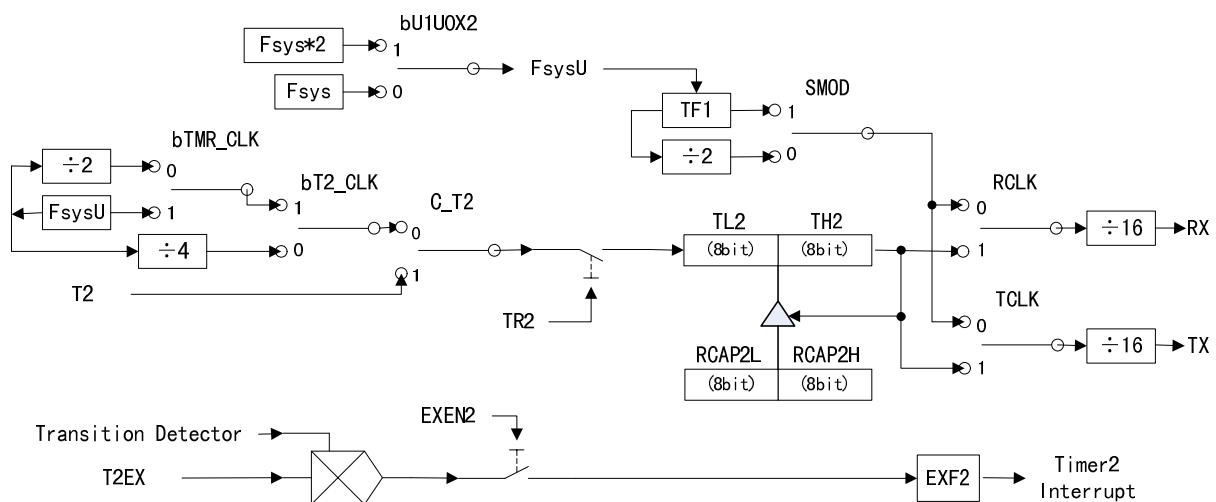 bU1U0X2
Fsys*2
1
FsysU
Fsys
0
SMOD
TF1
1
÷2
0
bTMR_CLK
÷2
0
bT2_CLK
FsysU
1
1
C_T2
÷4
0
0
1
T2
TR2
TL2
TH2
(8bit)
(8bit)
RCLK
0
÷16
RX
1
TCLK
0
÷16
TX
1
RCAP2L
RCAP2H
(8bit)
(8bit)
EXEN2
Transition Detector
T2EX
EXF2
Timer2
Interrupt